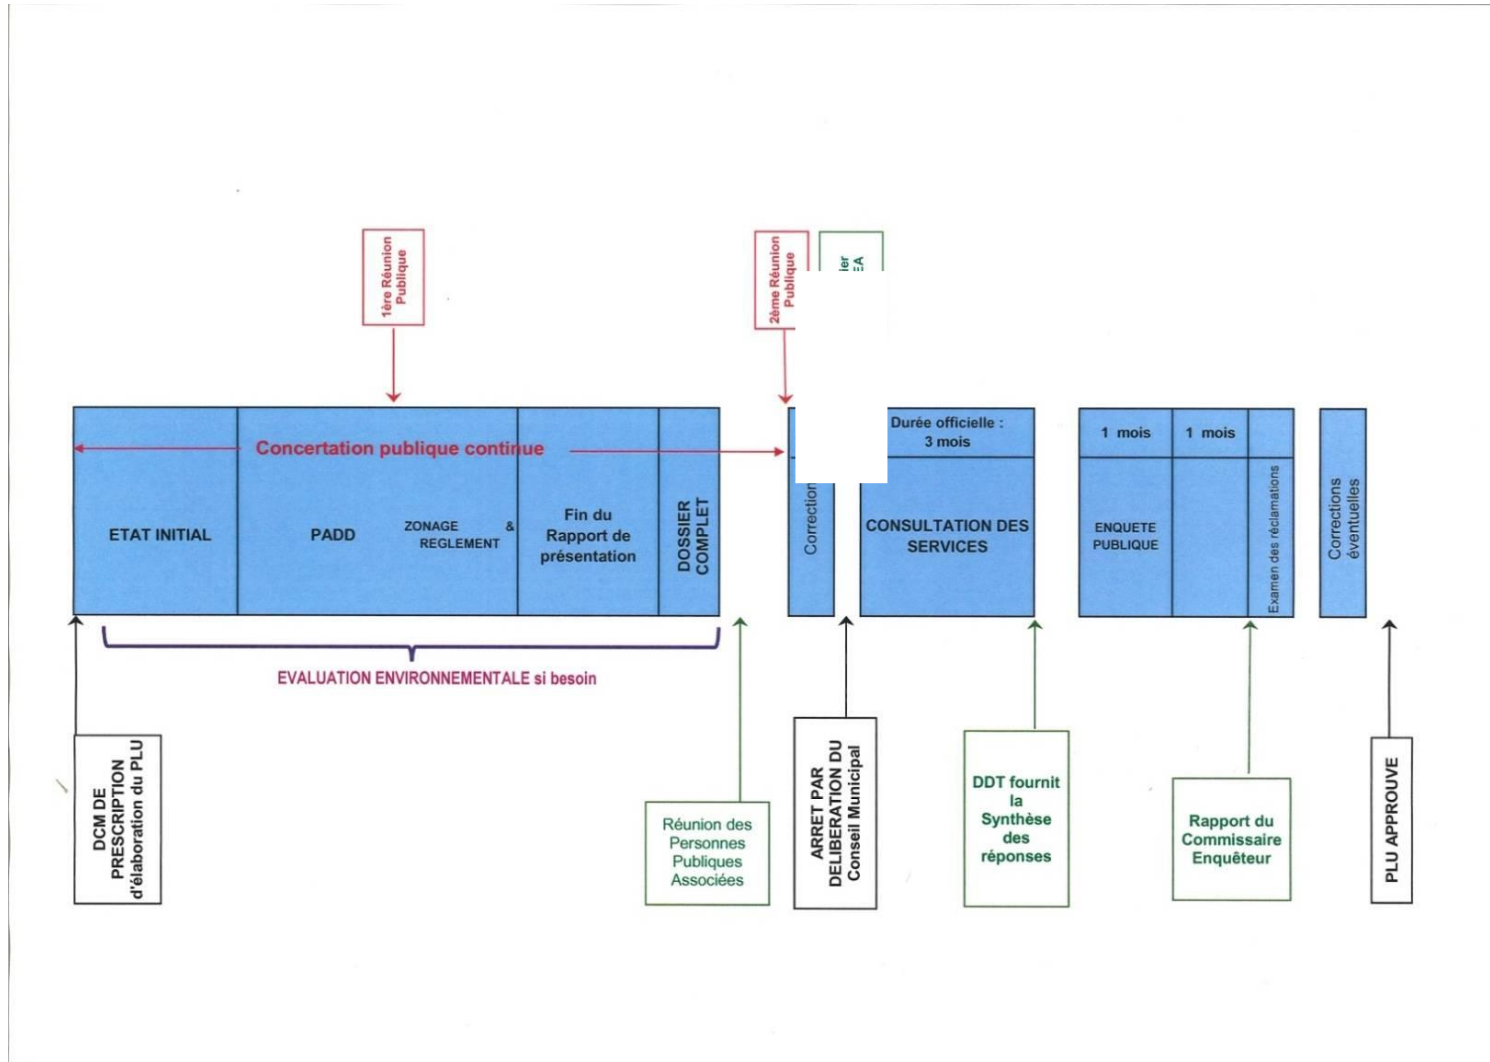 1ère Réunion
Publique
2ème Réunion
Publique
Durée officielle :
3 mois
1 mois
1 mois
Concertation publique continue
ETAT INITIAL
PADD
ZONAGE &
REGLEMENT
Fin du
Rapport de
présentation
DOSSIER
COMPLET
Correction
CONSULTATION DES
SERVICES
ENQUETE
PUBLIQUE
Examen des réclamations
Corrections
éventuelles
EVALUATION ENVIRONNEMENTALE si besoin
DCM DE
PRESCRIPTION
d'élaboration du PLU
Réunion des
Personnes
Publiques
Associées
ARRET PAR
DELIBERATION DU
Conseil Municipal
DDT fournit
la
Synthèse
des
réponses
Rapport du
Commissaire
Enquêteur
PLU APPROUVE